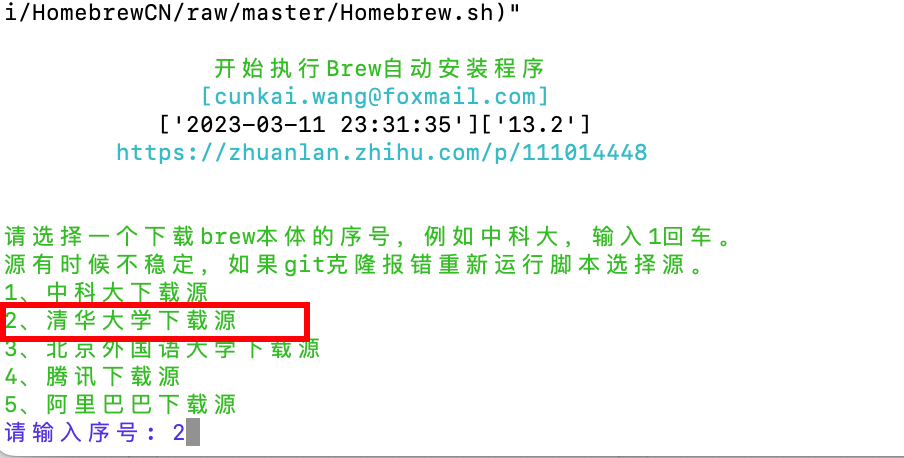 i/HomebrewCN/raw/master/Homebrew.sh)"
开始执行Brew自动安装程序
[cunkai.wang@foxmail.com]
['2023-03-11 23:31:35']['13.2']
https://zhuanlan.zhihu.com/p/111014448
请选择一个下载brew本体的序号，例如中科大，输入1回车。
源有时候不稳定，如果git克隆报错重新运行脚本选择源。
1、中科大下载源
2、清华大学下载源
3、北京外国语大学下载源
4、腾讯下载源
5、阿里巴巴下载源
请输入序号: 2